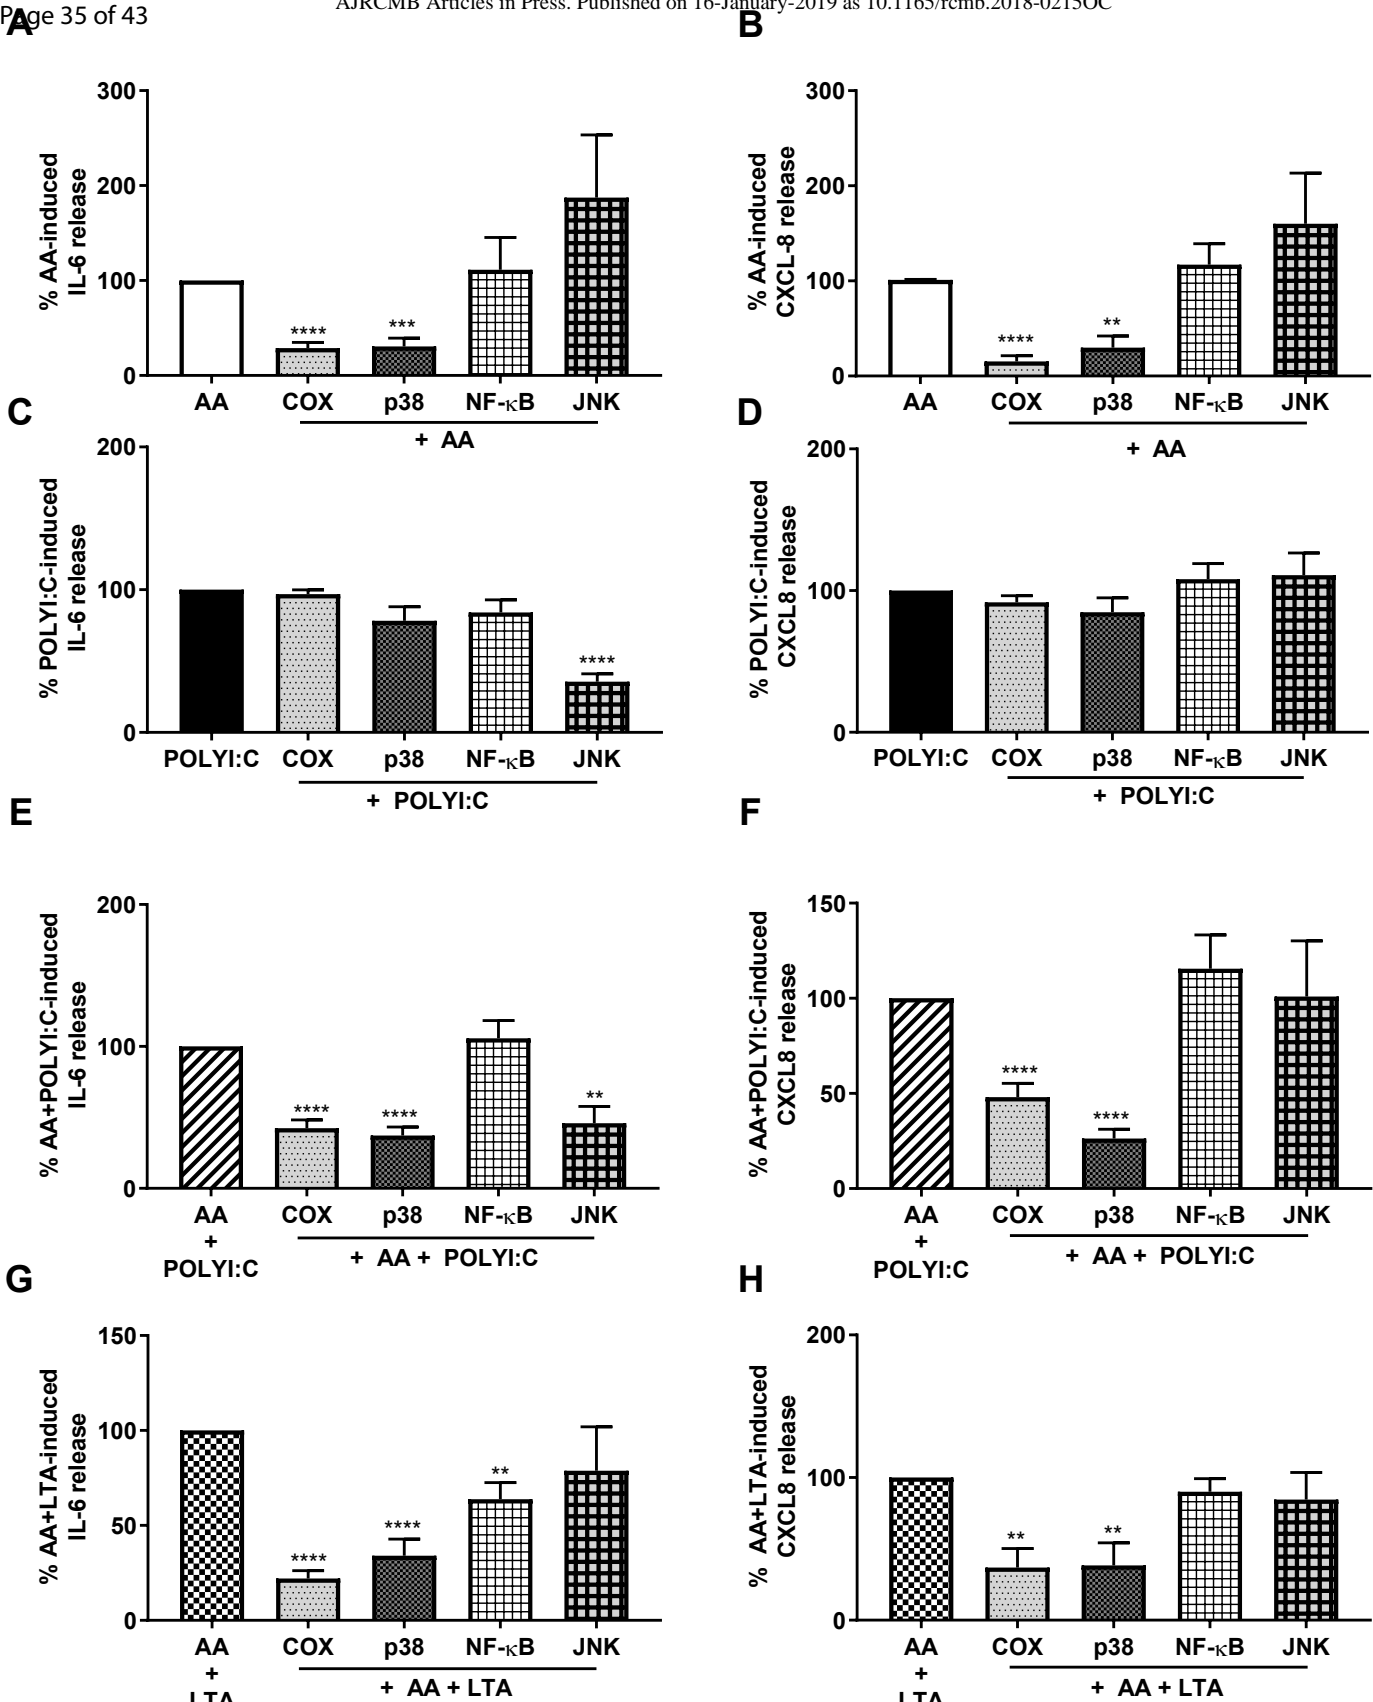 AJRCMB Articles in Press. Published on 16-January-2019 as 10.1165/rcmb.2018-0215OC
Page 35 of 43
A
% AA-induced
IL-6 release
300
200
100
0
****
***
AA COX p38 NF-κB JNK
+ AA
B
% AA-induced
CXCL-8 release
300
200
100
0
****
**
AA COX p38 NF-κB JNK
+ AA
C
% POLYI:C-induced
IL-6 release
200
100
0
****
POLYI:C COX p38 NF-κB JNK
+ POLYI:C
D
% POLYI:C-induced
CXCL8 release
200
100
0
POLYI:C COX p38 NF-κB JNK
+ POLYI:C
E
% AA+POLYI:C-induced
IL-6 release
200
100
0
****
****
**
AA COX p38 NF-κB JNK
+
POLYI:C
+ AA + POLYI:C
F
% AA+POLYI:C-induced
CXCL8 release
150
100
50
0
****
****
AA COX p38 NF-κB JNK
+
POLYI:C
+ AA + POLYI:C
G
% AA+LTA-induced
IL-6 release
150
100
50
0
****
****
**
AA COX p38 NF-κB JNK
+
LTA
+ AA + LTA
H
% AA+LTA-induced
CXCL8 release
200
100
0
**
**
AA COX p38 NF-κB JNK
+
LTA
+ AA + LTA